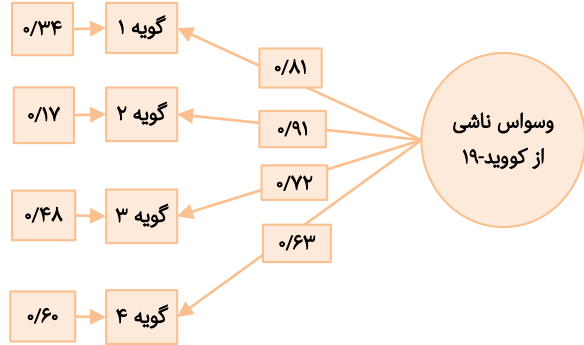 ۰/۳۴
گویه ۱
۰/۸۱
۰/۱۷
گویه ۲
۰/۹۱
وسواس ناشی
از کووید-۱۹
۰/۷۲
۰/۴۸
گویه ۳
۰/۶۳
۰/۶۰
گویه ۴